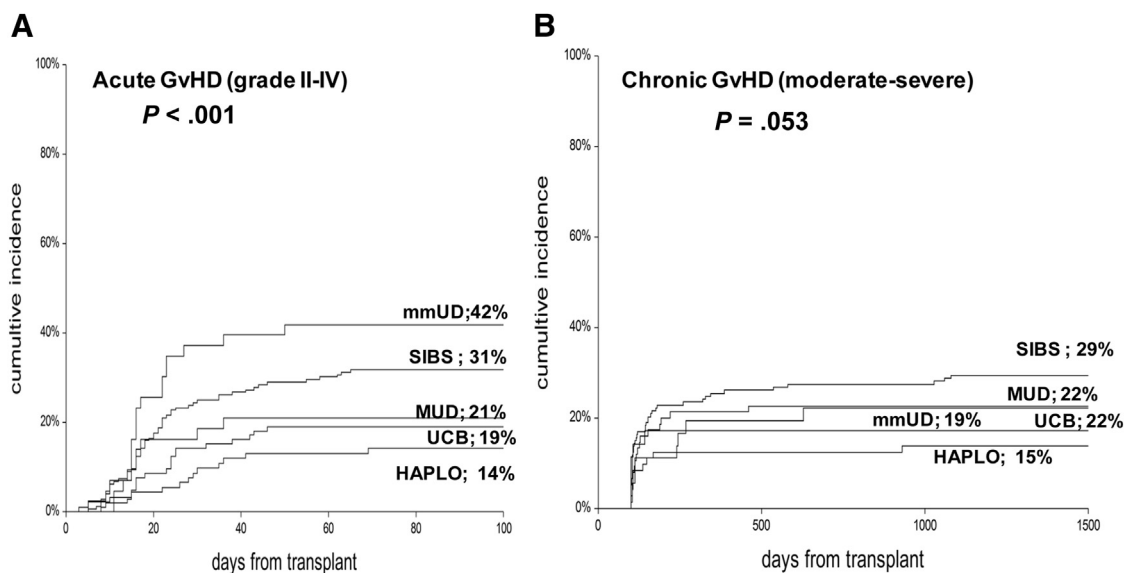 A
Acute GvHD (grade II-IV)
P < .001
cumultive incidence
100%
80%
60%
40%
20%
0%
mmUD;42%
SIBS ; 31%
MUD; 21%
UCB; 19%
HAPLO; 14%
0 20 40 60 80 100
days from transplant
B
Chronic GvHD (moderate-severe)
P = .053
cumultive incidence
100%
80%
60%
40%
20%
0%
SIBS ; 29%
MUD; 22%
mmUD; 19% UCB; 22%
HAPLO; 15%
0 500 1000 1500
days from transplant